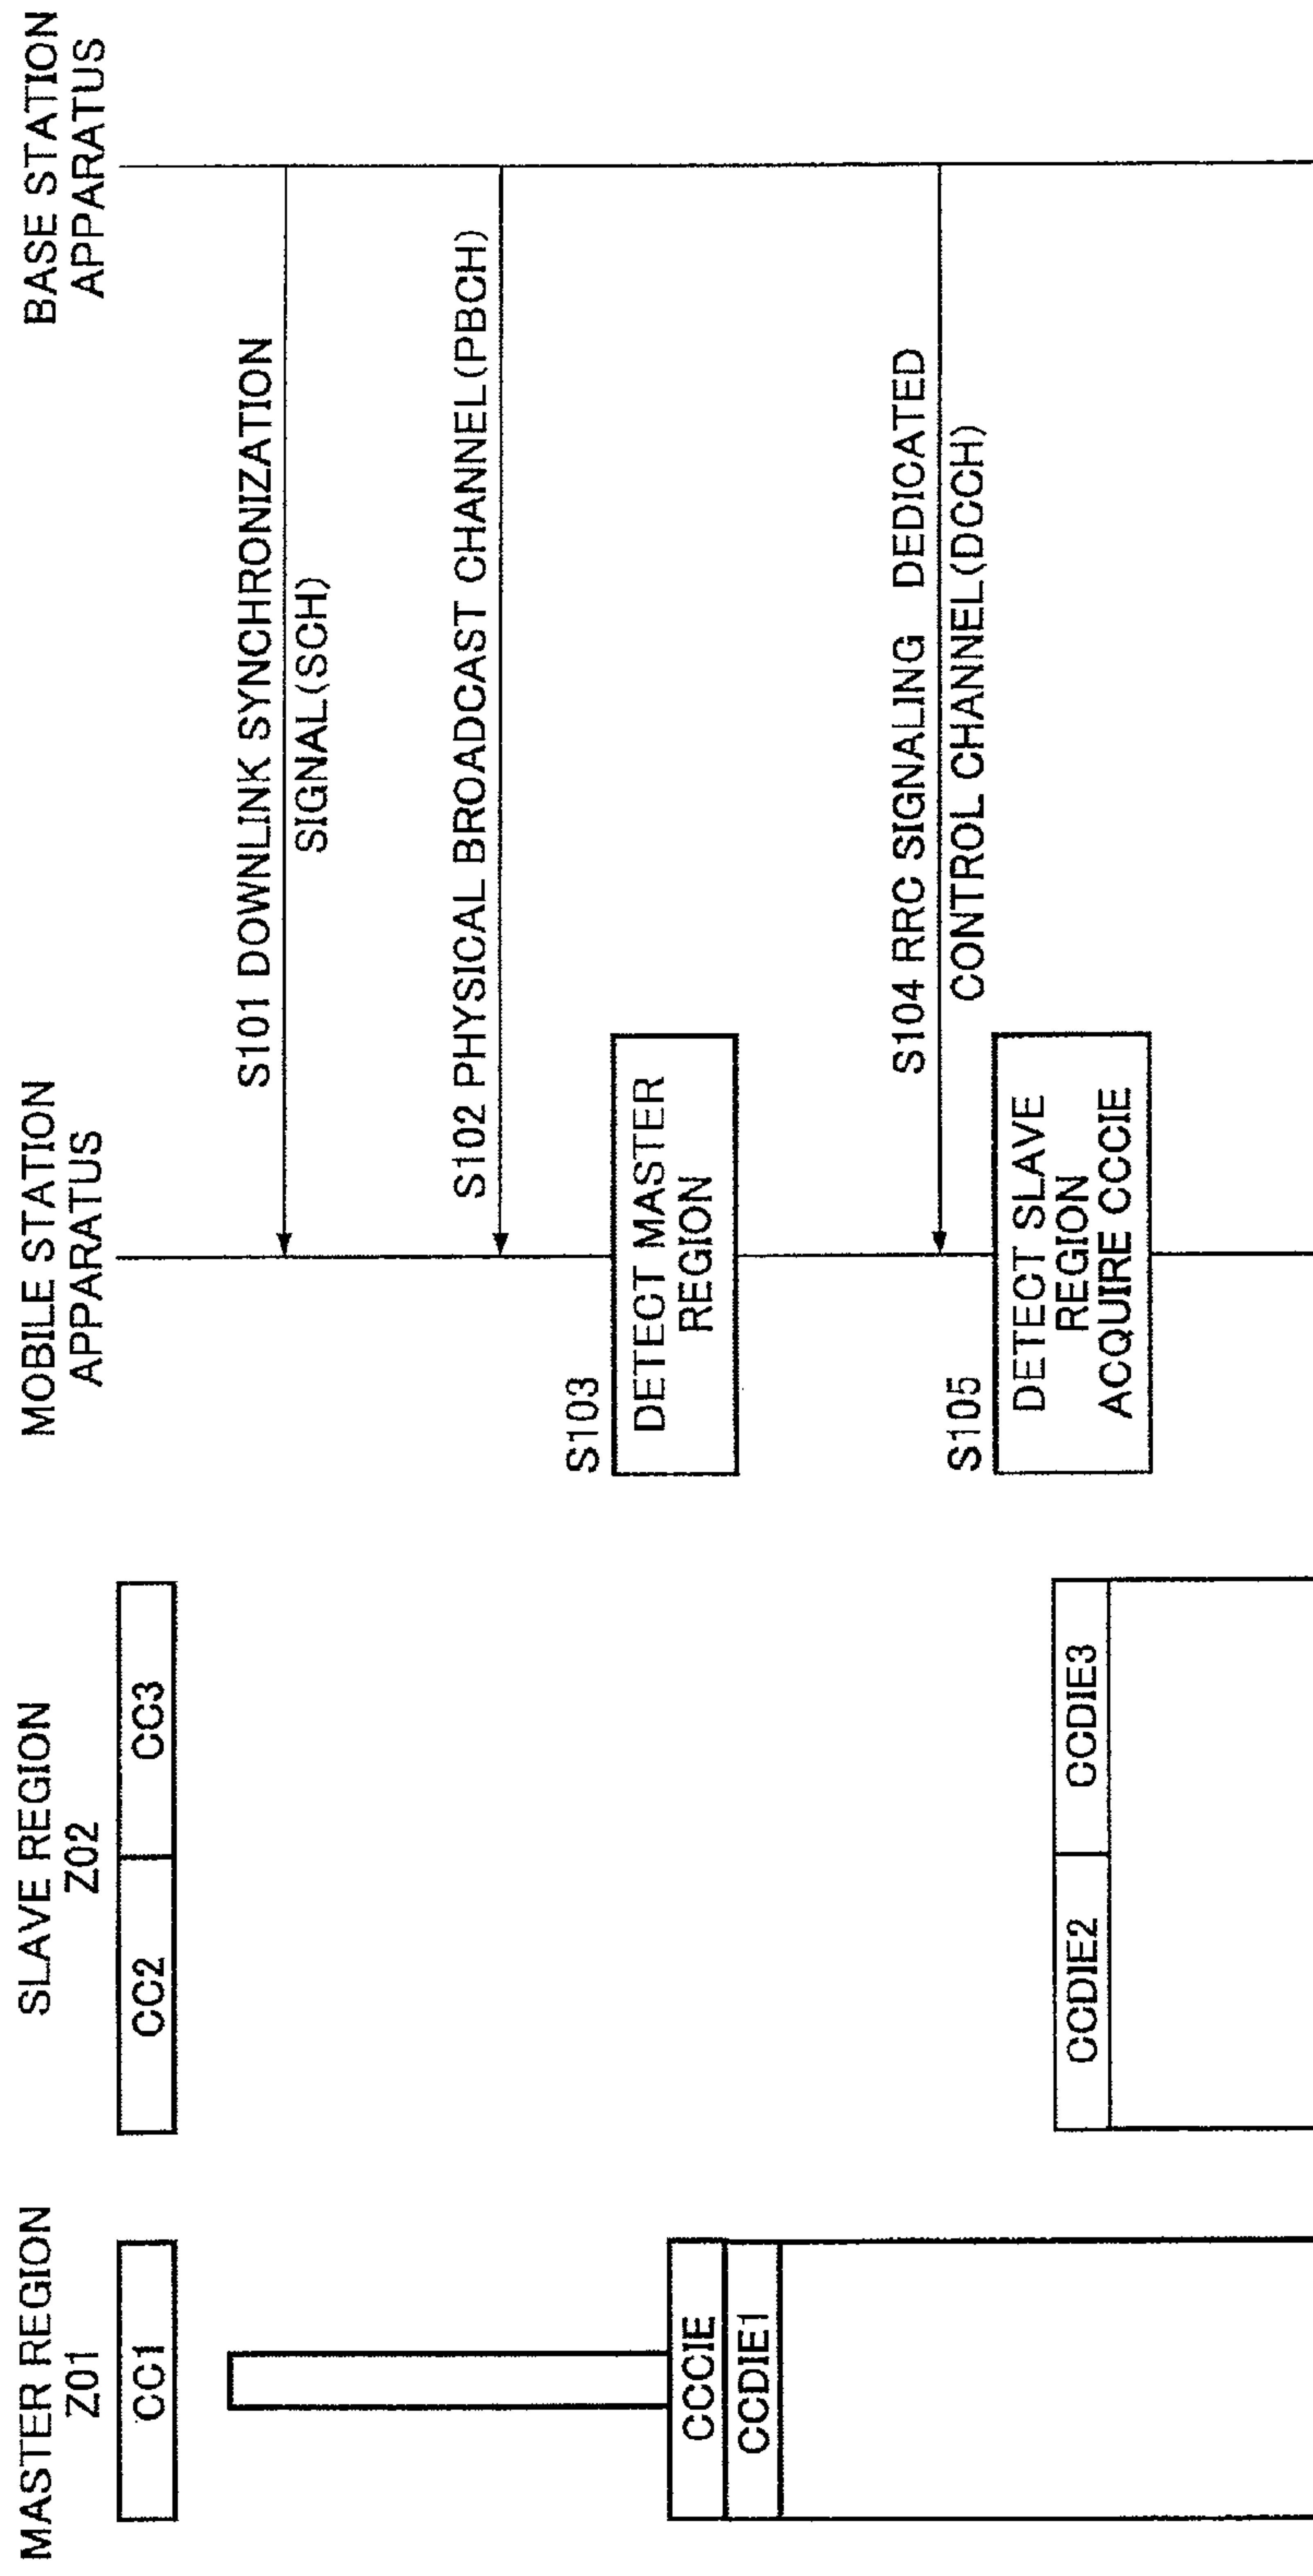 MASTER REGION
Z01
CC1
SLAVE REGION
Z02
CC2
CC3
MOBILE STATION
APPARATUS
BASE STATION
APPARATUS
S101 DOWNLINK SYNCHRONIZATION
SIGNAL(SCH)
S102 PHYSICAL BROADCAST CHANNEL(PBCH)
S103
DETECT MASTER
REGION
CCCIE
CCDIE1
S104 RRC SIGNALING DEDICATED
CONTROL CHANNEL(DCCH)
S105
DETECT SLAVE
REGION
ACQUIRE CCCIE
CCDIE2
CCDIE3